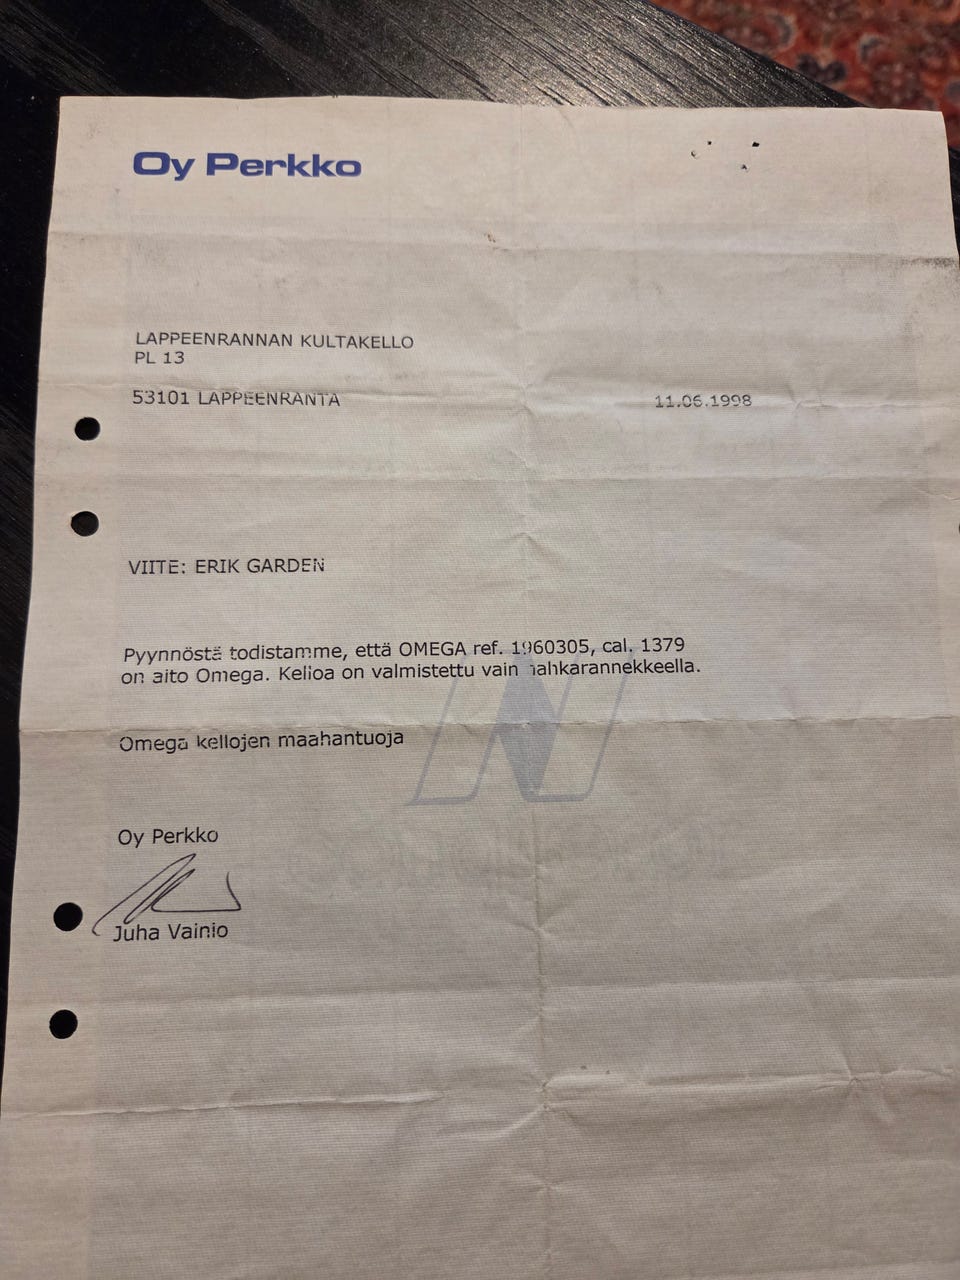 Oy Perkko
LAPPEENRANNAN KULTAKELLO
PL 13
53101 LAPPEENRANTA
11.06.1998
VIITE: ERIK GARDEN
Pyynnöstä todistamme, että OMEGA ref. 1960305, cal. 1379
on aito Omega. Kelloa on valmistettu vain nahkarannekkeella.
Omega kellojen maahantuoja
Oy Perkko
Juha Vainio